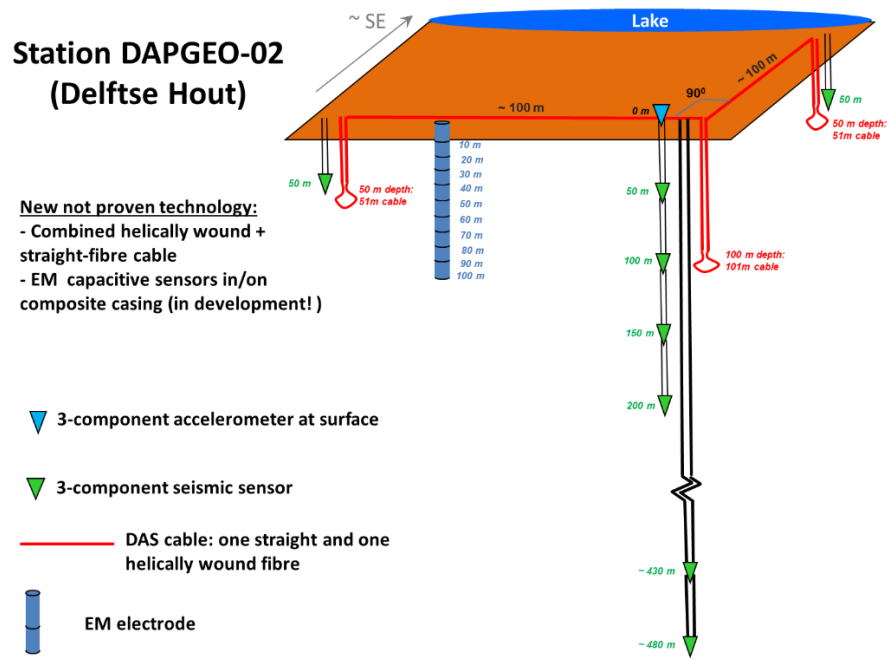 Station DAPGEO-02
(Delftse Hout)
~ SE
Lake
~ 100 m
~ 100 m
90⁰
0 m
50 m
50 m depth:
51m cable
10 m
20 m
30 m
40 m
50 m
60 m
70 m
80 m
90 m
100 m
50 m
100 m
150 m
200 m
~ 430 m
~ 480 m
100 m depth:
101m cable
50 m
50 m depth:
51m cable
New not proven technology:
- Combined helically wound +
straight-fibre cable
- EM capacitive sensors in/on
composite casing (in development! )
3-component accelerometer at surface
3-component seismic sensor
DAS cable: one straight and one
helically wound fibre
EM electrode